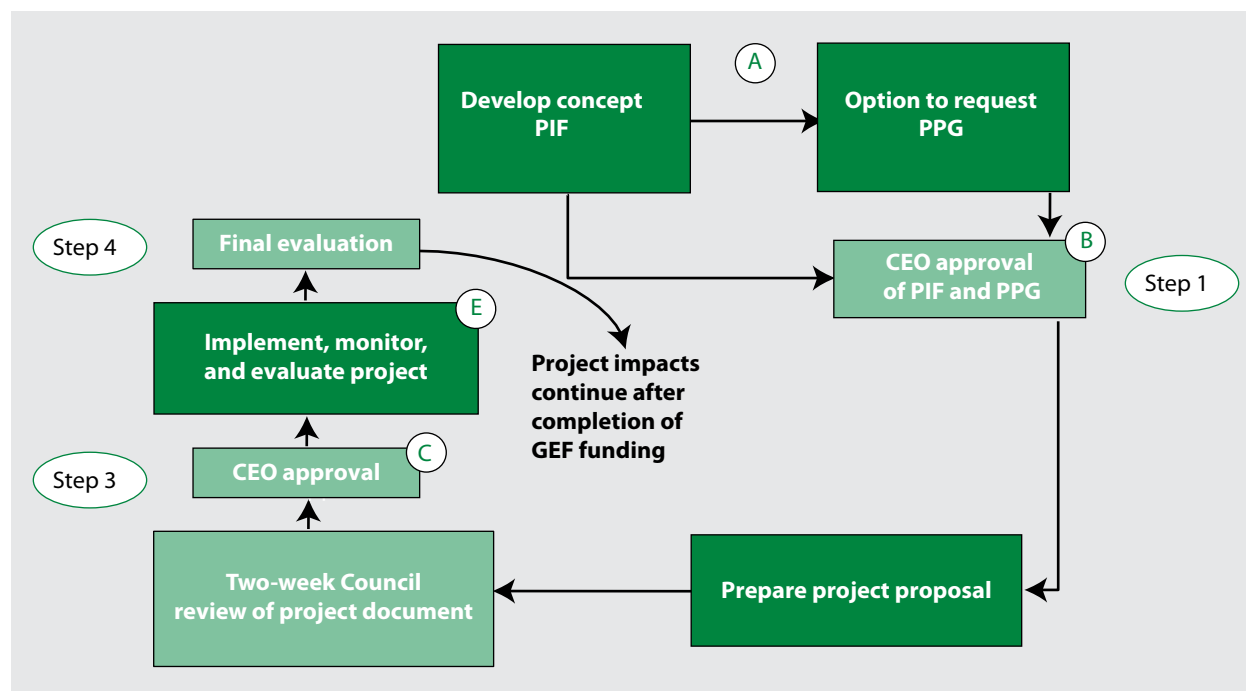 A
Develop concept
PIF
Option to request
PPG
Step 4
Final evaluation
B
CEO approval
of PIF and PPG
Step 1
E
Implement, monitor,
and evaluate project
Project impacts
continue after
completion of
GEF funding
C
CEO approval
Step 3
Two-week Council
review of project document
Prepare project proposal